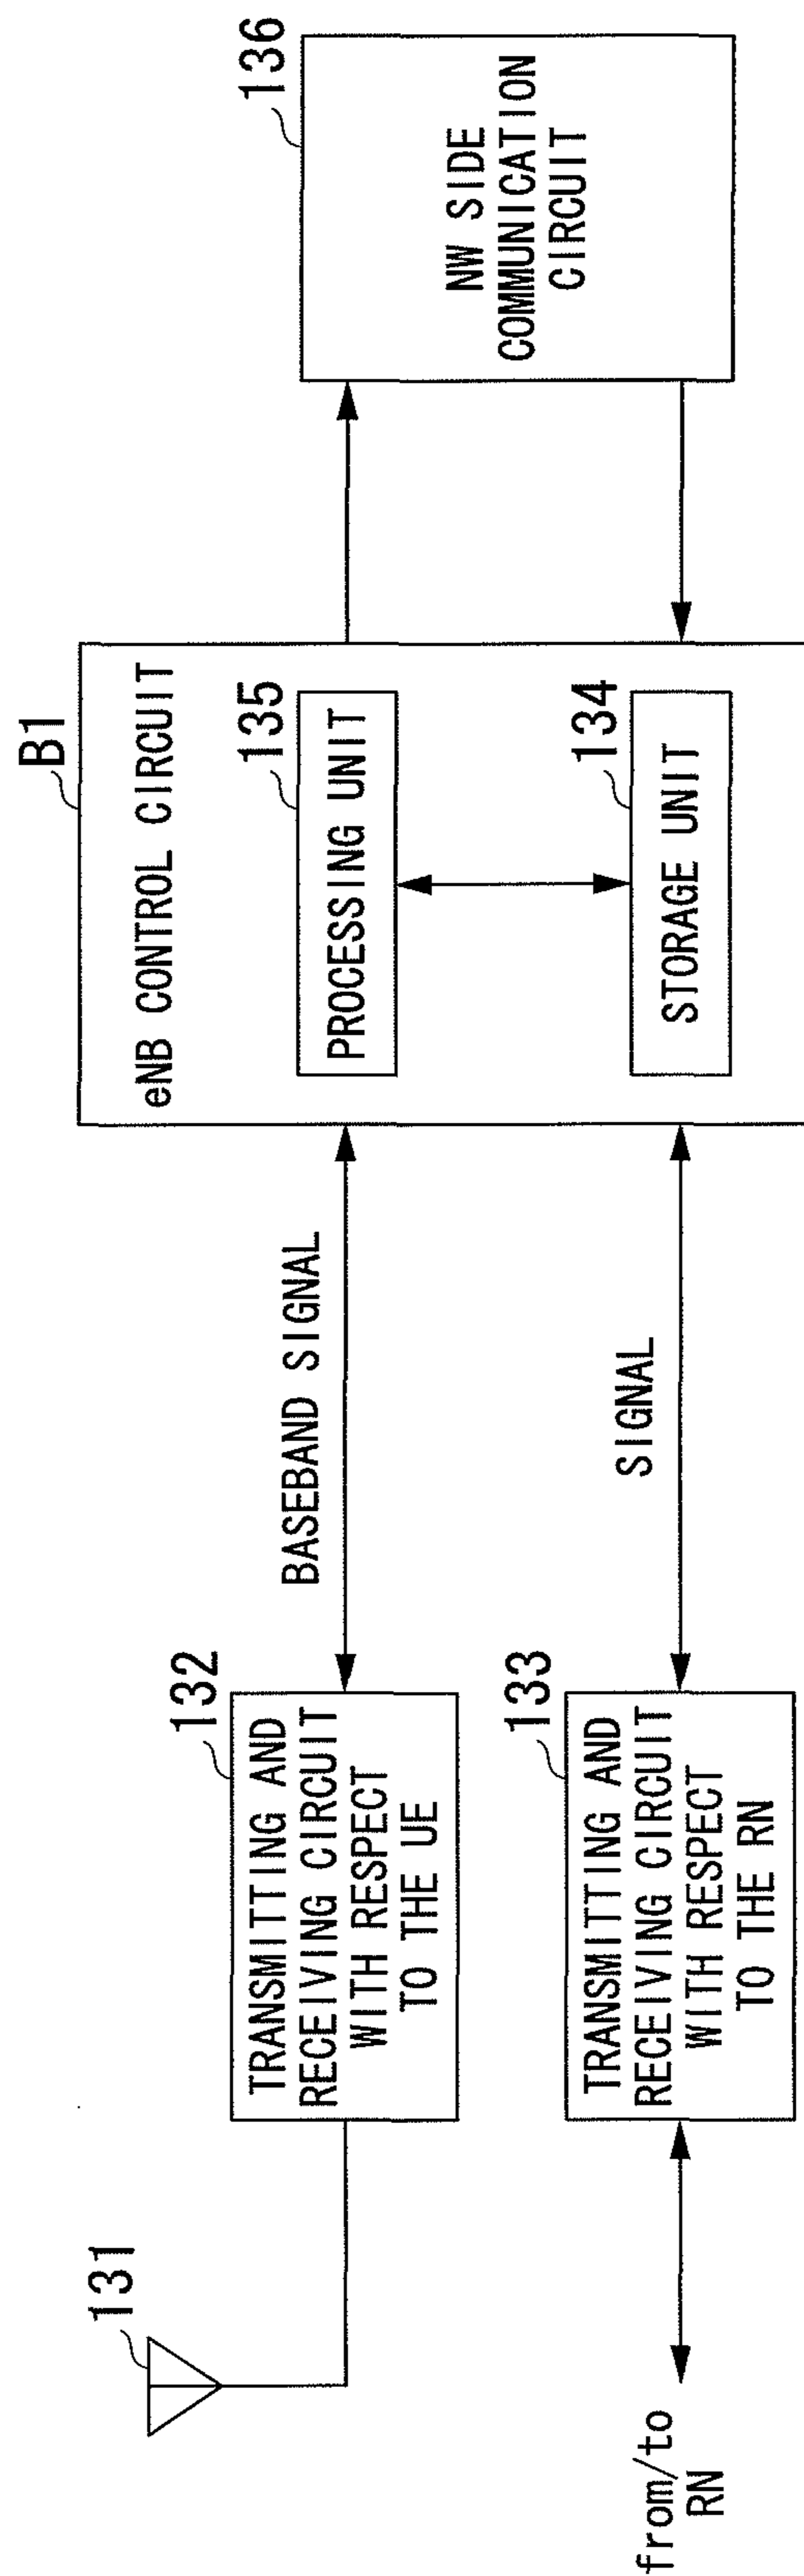 131
from/to
RN
132
TRANSMITTING AND
RECEIVING CIRCUIT
WITH RESPECT
TO THE UE
133
TRANSMITTING AND
RECEIVING CIRCUIT
WITH RESPECT
TO THE RN
BASEBAND SIGNAL
SIGNAL
B1
eNB CONTROL CIRCUIT
135
PROCESSING UNIT
134
STORAGE UNIT
136
NW SIDE
COMMUNICATION
CIRCUIT